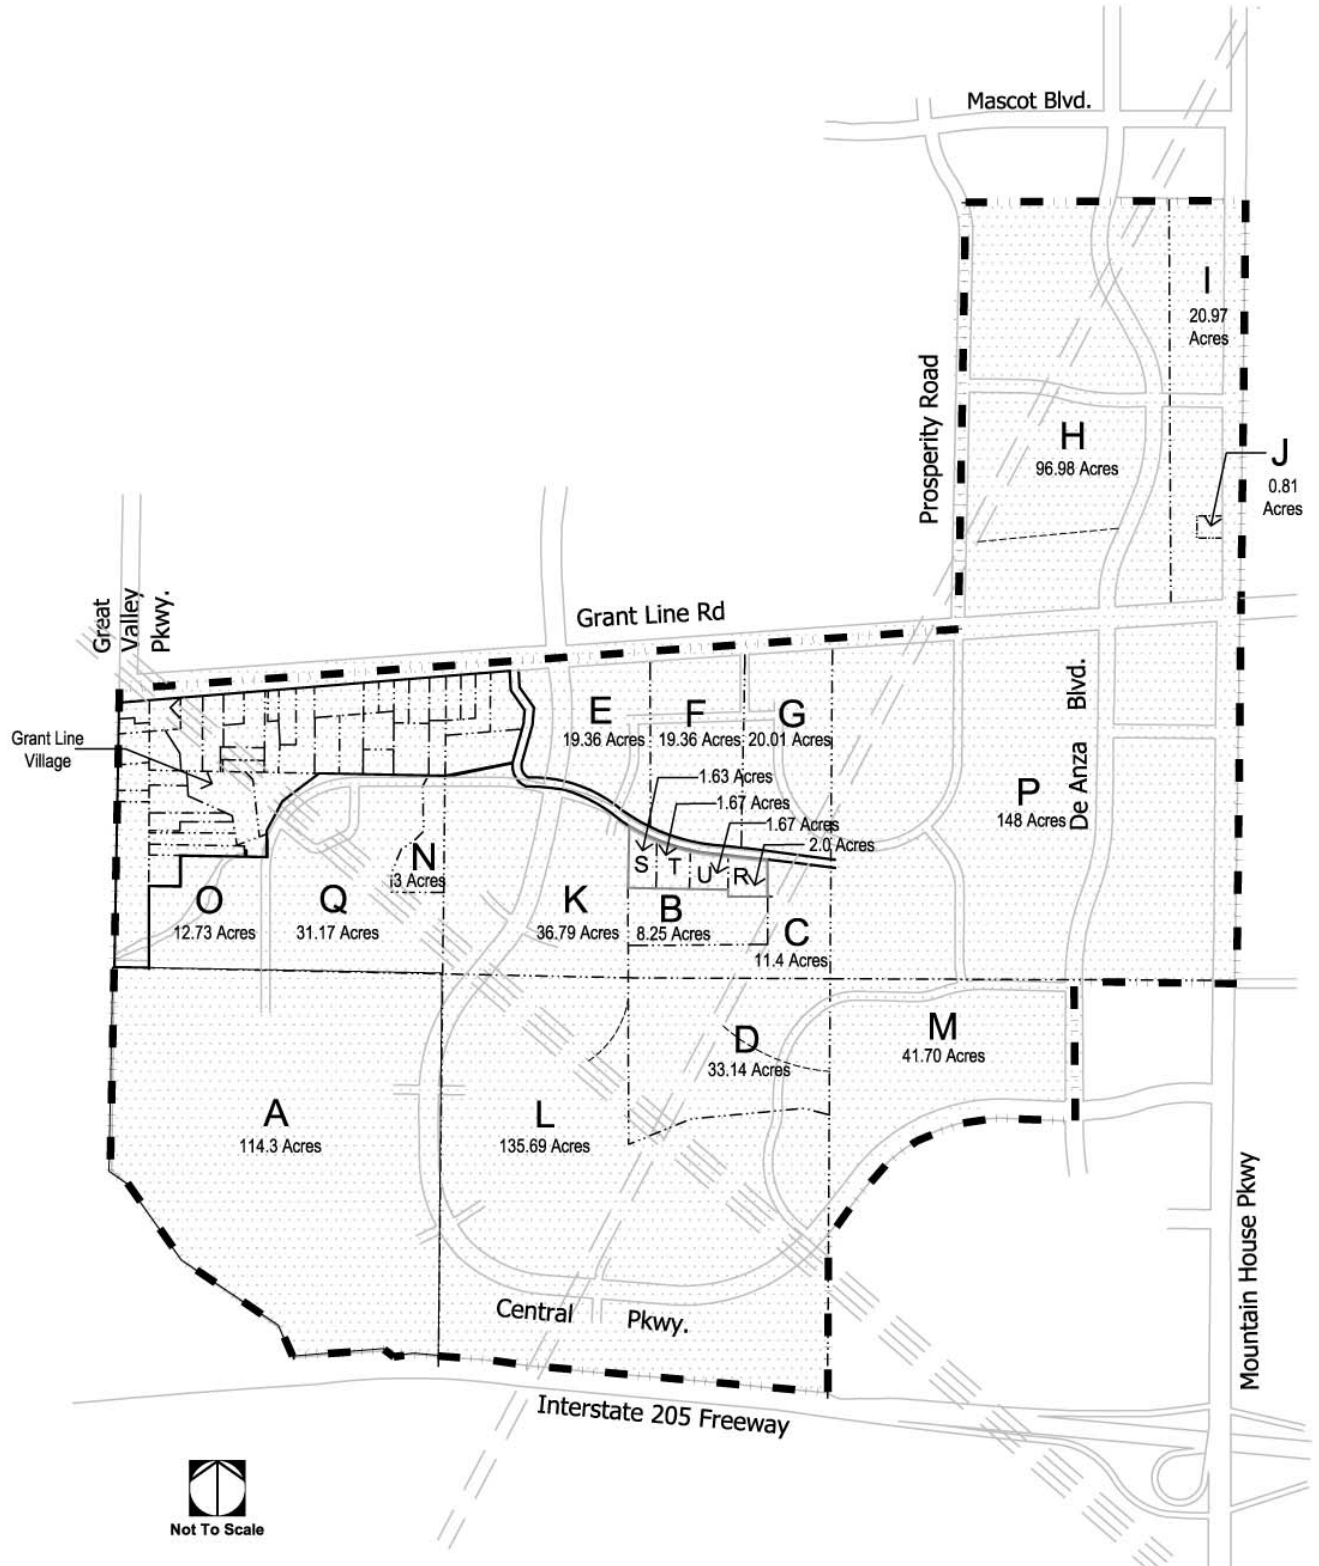 Mascot Blvd.
I
20.97
Acres
Prosperity Road
H
96.98 Acres
J
0.81
Acres
Great
Valley
Pkwy.
Grant Line Rd
Grant Line
Village
E
19.36 Acres
F
19.36 Acres
G
20.01 Acres
De Anza Blvd.
P
148 Acres
1.63 Acres
1.67 Acres
1.67 Acres
2.0 Acres
S
T
U
R
N
3 Acres
O
12.73 Acres
Q
31.17 Acres
K
36.79 Acres
B
8.25 Acres
C
11.4 Acres
D
33.14 Acres
M
41.70 Acres
A
114.3 Acres
L
135.69 Acres
Mountain House Pkwy
Central Pkwy.
Interstate 205 Freeway
Not To Scale